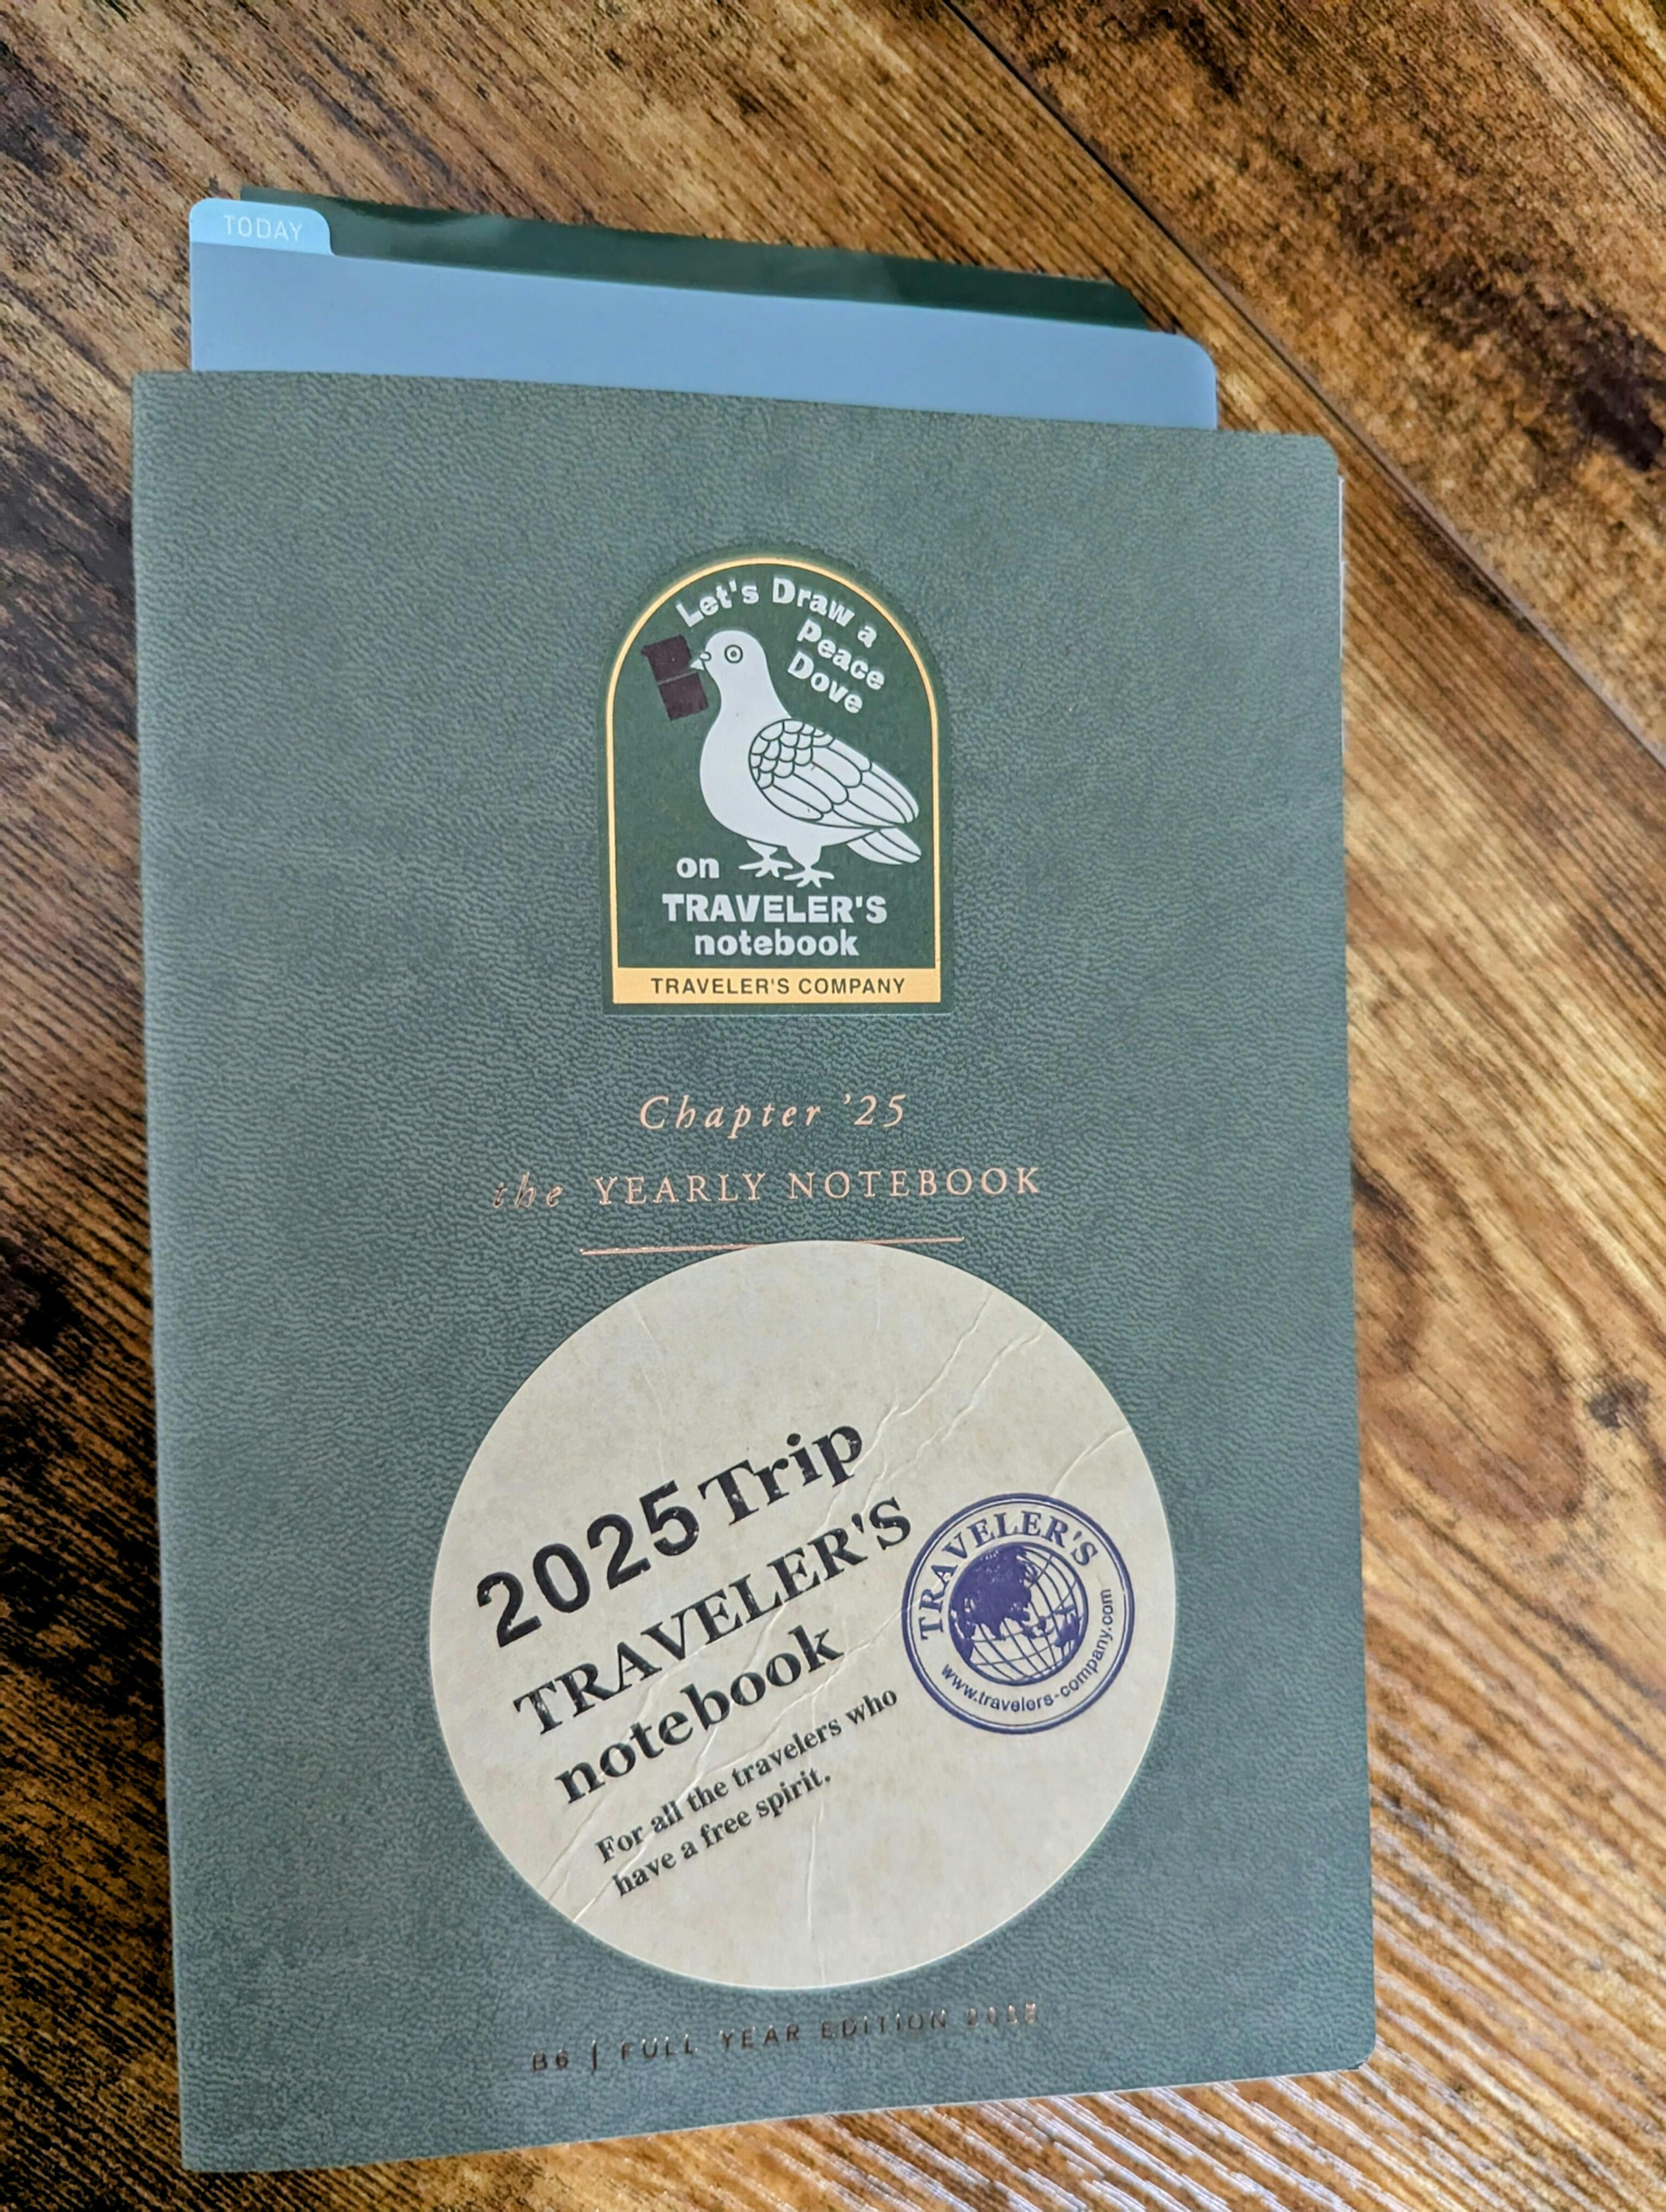 TODAY
Let's Draw a
Peace
Dove
on
TRAVELER'S
notebook
TRAVELER'S COMPANY
Chapter '25
the YEARLY NOTEBOOK
2025 Trip
TRAVELER'S
notebook
For all the travelers who
have a free spirit.
TRAVELER'S
www.travelers-company.com
B6 | FULL YEAR EDITION